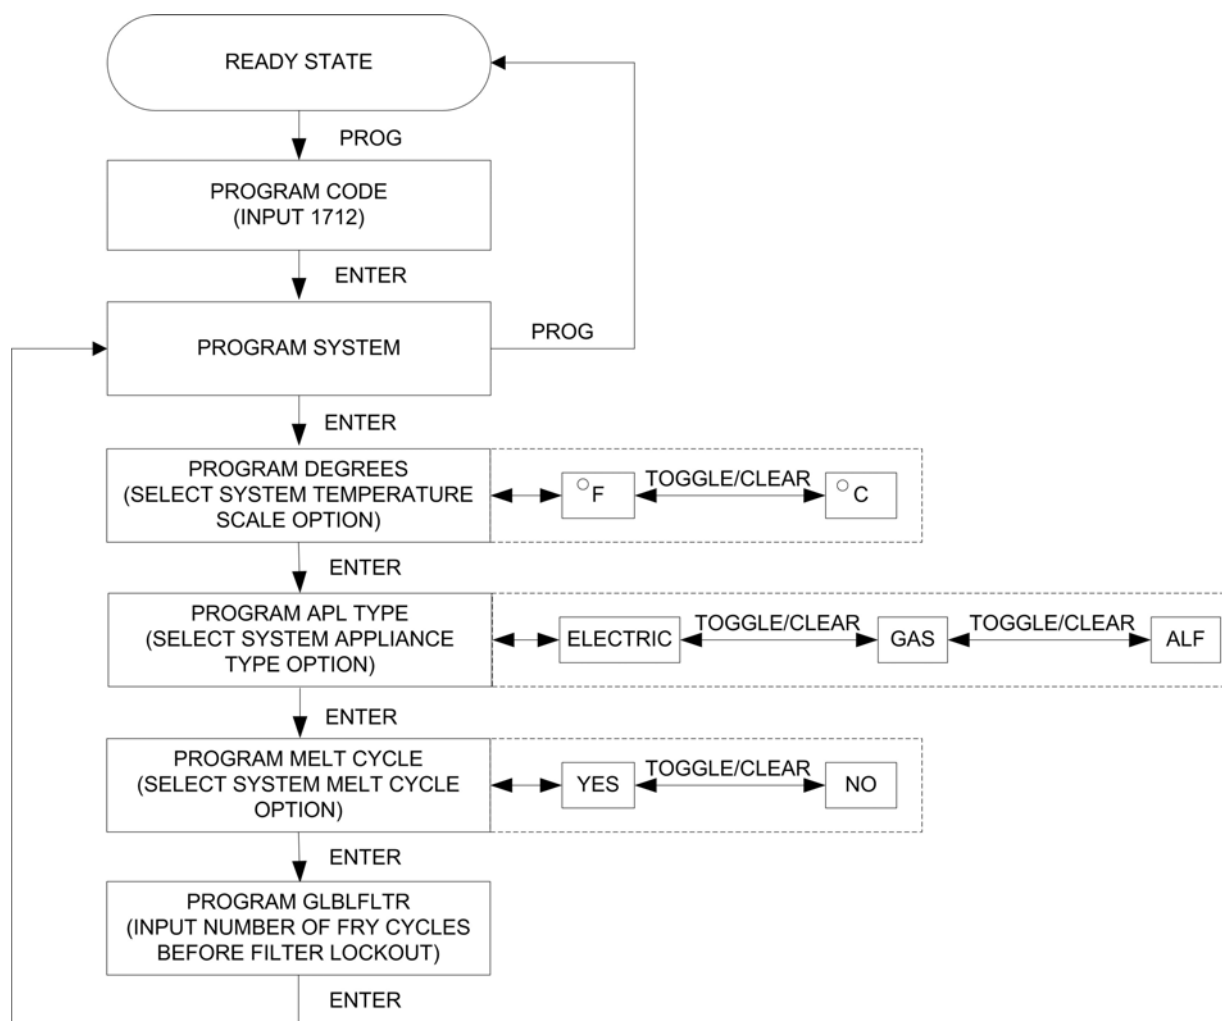 READY STATE
PROG
PROGRAM CODE
(INPUT 1712)
ENTER
PROGRAM SYSTEM
PROG
ENTER
PROGRAM DEGREES
(SELECT SYSTEM TEMPERATURE
SCALE OPTION)
°F
TOGGLE/CLEAR
°C
ENTER
PROGRAM APL TYPE
(SELECT SYSTEM APPLIANCE
TYPE OPTION)
ELECTRIC
TOGGLE/CLEAR
GAS
TOGGLE/CLEAR
ALF
ENTER
PROGRAM MELT CYCLE
(SELECT SYSTEM MELT CYCLE
OPTION)
YES
TOGGLE/CLEAR
NO
ENTER
PROGRAM GLBLFLTR
(INPUT NUMBER OF FRY CYCLES
BEFORE FILTER LOCKOUT)
ENTER